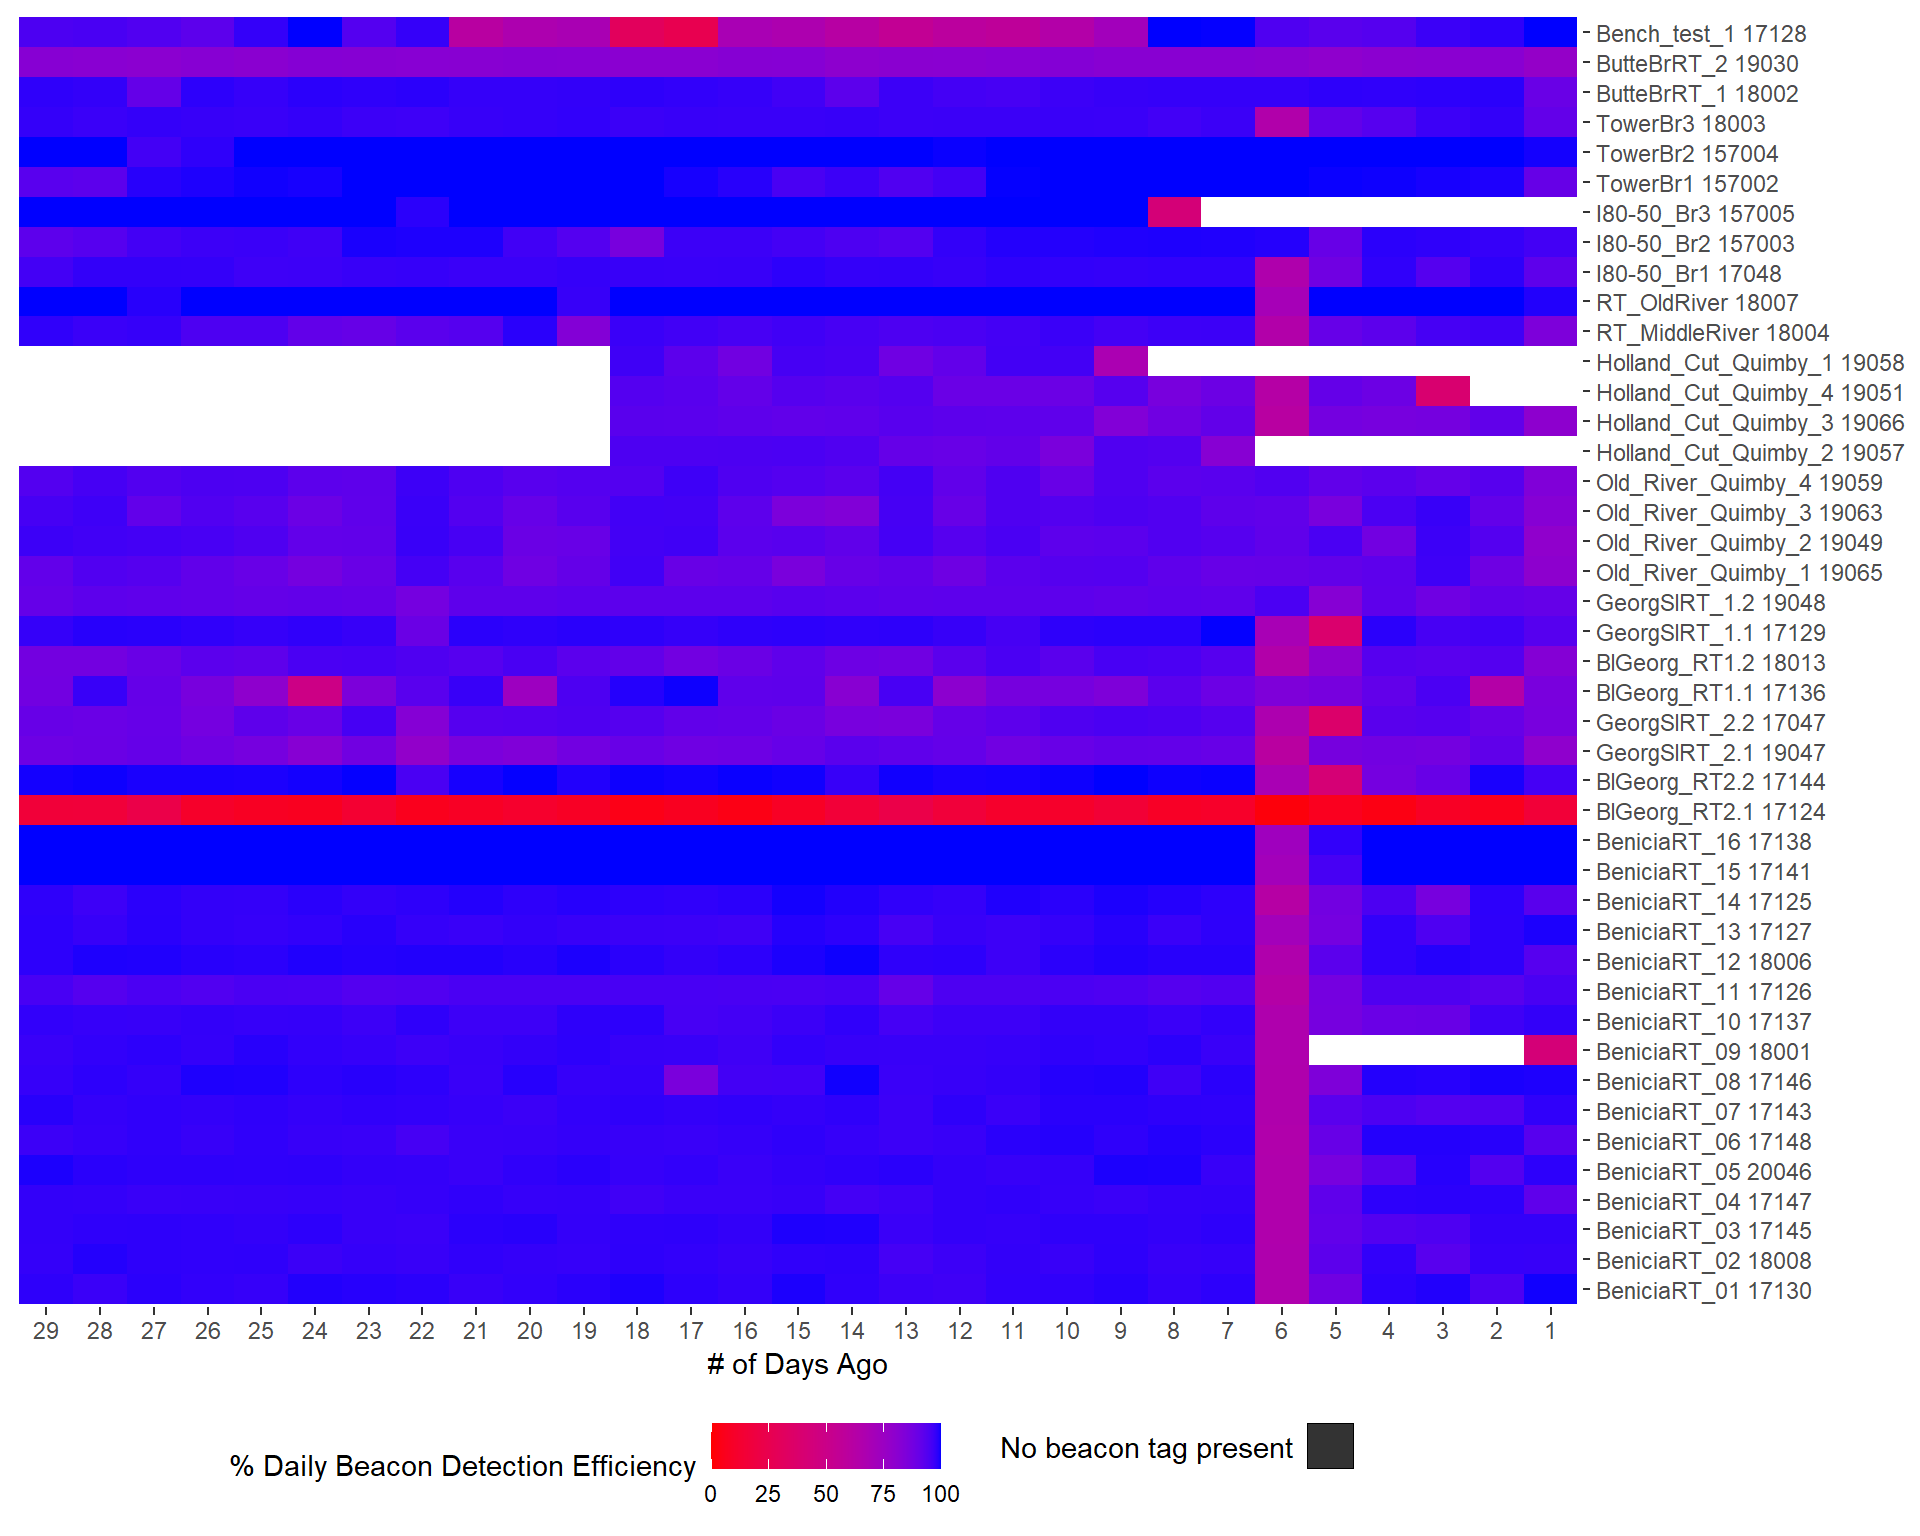 Bench_test_1 17128
ButteBrRT_2 19030
ButteBrRT_1 18002
TowerBr3 18003
TowerBr2 157004
TowerBr1 157002
I80-50_Br3 157005
I80-50_Br2 157003
I80-50_Br1 17048
RT_OldRiver 18007
RT_MiddleRiver 18004
Holland_Cut_Quimby_1 19058
Holland_Cut_Quimby_4 19051
Holland_Cut_Quimby_3 19066
Holland_Cut_Quimby_2 19057
Old_River_Quimby_4 19059
Old_River_Quimby_3 19063
Old_River_Quimby_2 19049
Old_River_Quimby_1 19065
GeorgSlRT_1.2 19048
GeorgSlRT_1.1 17129
BlGeorg_RT1.2 18013
BlGeorg_RT1.1 17136
GeorgSlRT_2.2 17047
GeorgSlRT_2.1 19047
BlGeorg_RT2.2 17144
BlGeorg_RT2.1 17124
BeniciaRT_16 17138
BeniciaRT_15 17141
BeniciaRT_14 17125
BeniciaRT_13 17127
BeniciaRT_12 18006
BeniciaRT_11 17126
BeniciaRT_10 17137
BeniciaRT_09 18001
BeniciaRT_08 17146
BeniciaRT_07 17143
BeniciaRT_06 17148
BeniciaRT_05 20046
BeniciaRT_04 17147
BeniciaRT_03 17145
BeniciaRT_02 18008
BeniciaRT_01 17130
29 28 27 26 25 24 23 22 21 20 19 18 17 16 15 14 13 12 11 10 9 8 7 6 5 4 3 2 1
# of Days Ago
% Daily Beacon Detection Efficiency
0 25 50 75 100
No beacon tag present